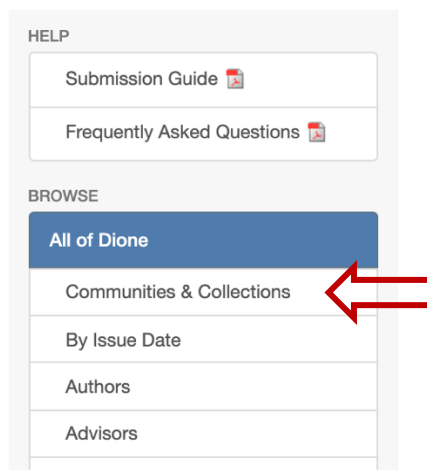 HELP
Submission Guide
Frequently Asked Questions
BROWSE
All of Dione
Communities & Collections
By Issue Date
Authors
Advisors